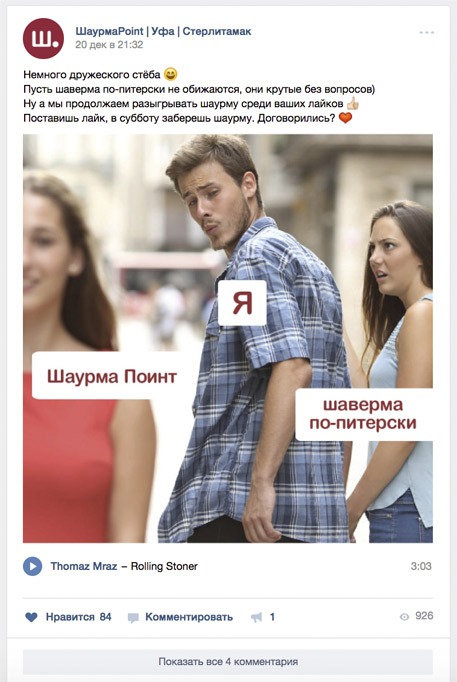 Ш.
ШаурмаPoint | Уфа | Стерлитамак
20 дек в 21:32
Немного дружеского стёба 😄
Пусть шаверма по-питерски не обижаются, они крутые без вопросов)
Ну а мы продолжаем разыгрывать шаурму среди ваших лайков 👍🏻
Поставишь лайк, в субботу заберешь шаурму. Договорились? ❤️
Я
Шаурма Поинт
шаверма
по-питерски
Thomaz Mraz – Rolling Stoner 3:03
Нравится 84 Комментировать 1 926
Показать все 4 комментария